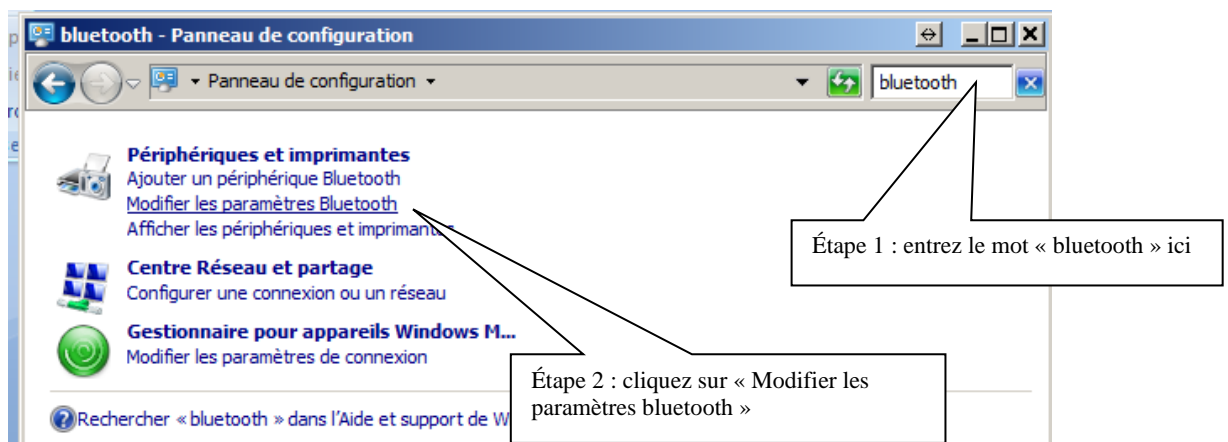 bluetooth - Panneau de configuration
Panneau de configuration
bluetooth
Périphériques et imprimantes
Ajouter un périphérique Bluetooth
Modifier les paramètres Bluetooth
Afficher les périphériques et imprimantes
Étape 1 : entrez le mot « bluetooth » ici
Centre Réseau et partage
Configurer une connexion ou un réseau
Gestionnaire pour appareils Windows M...
Modifier les paramètres de connexion
Étape 2 : cliquez sur « Modifier les
paramètres bluetooth »
Rechercher « bluetooth » dans l'Aide et support de W